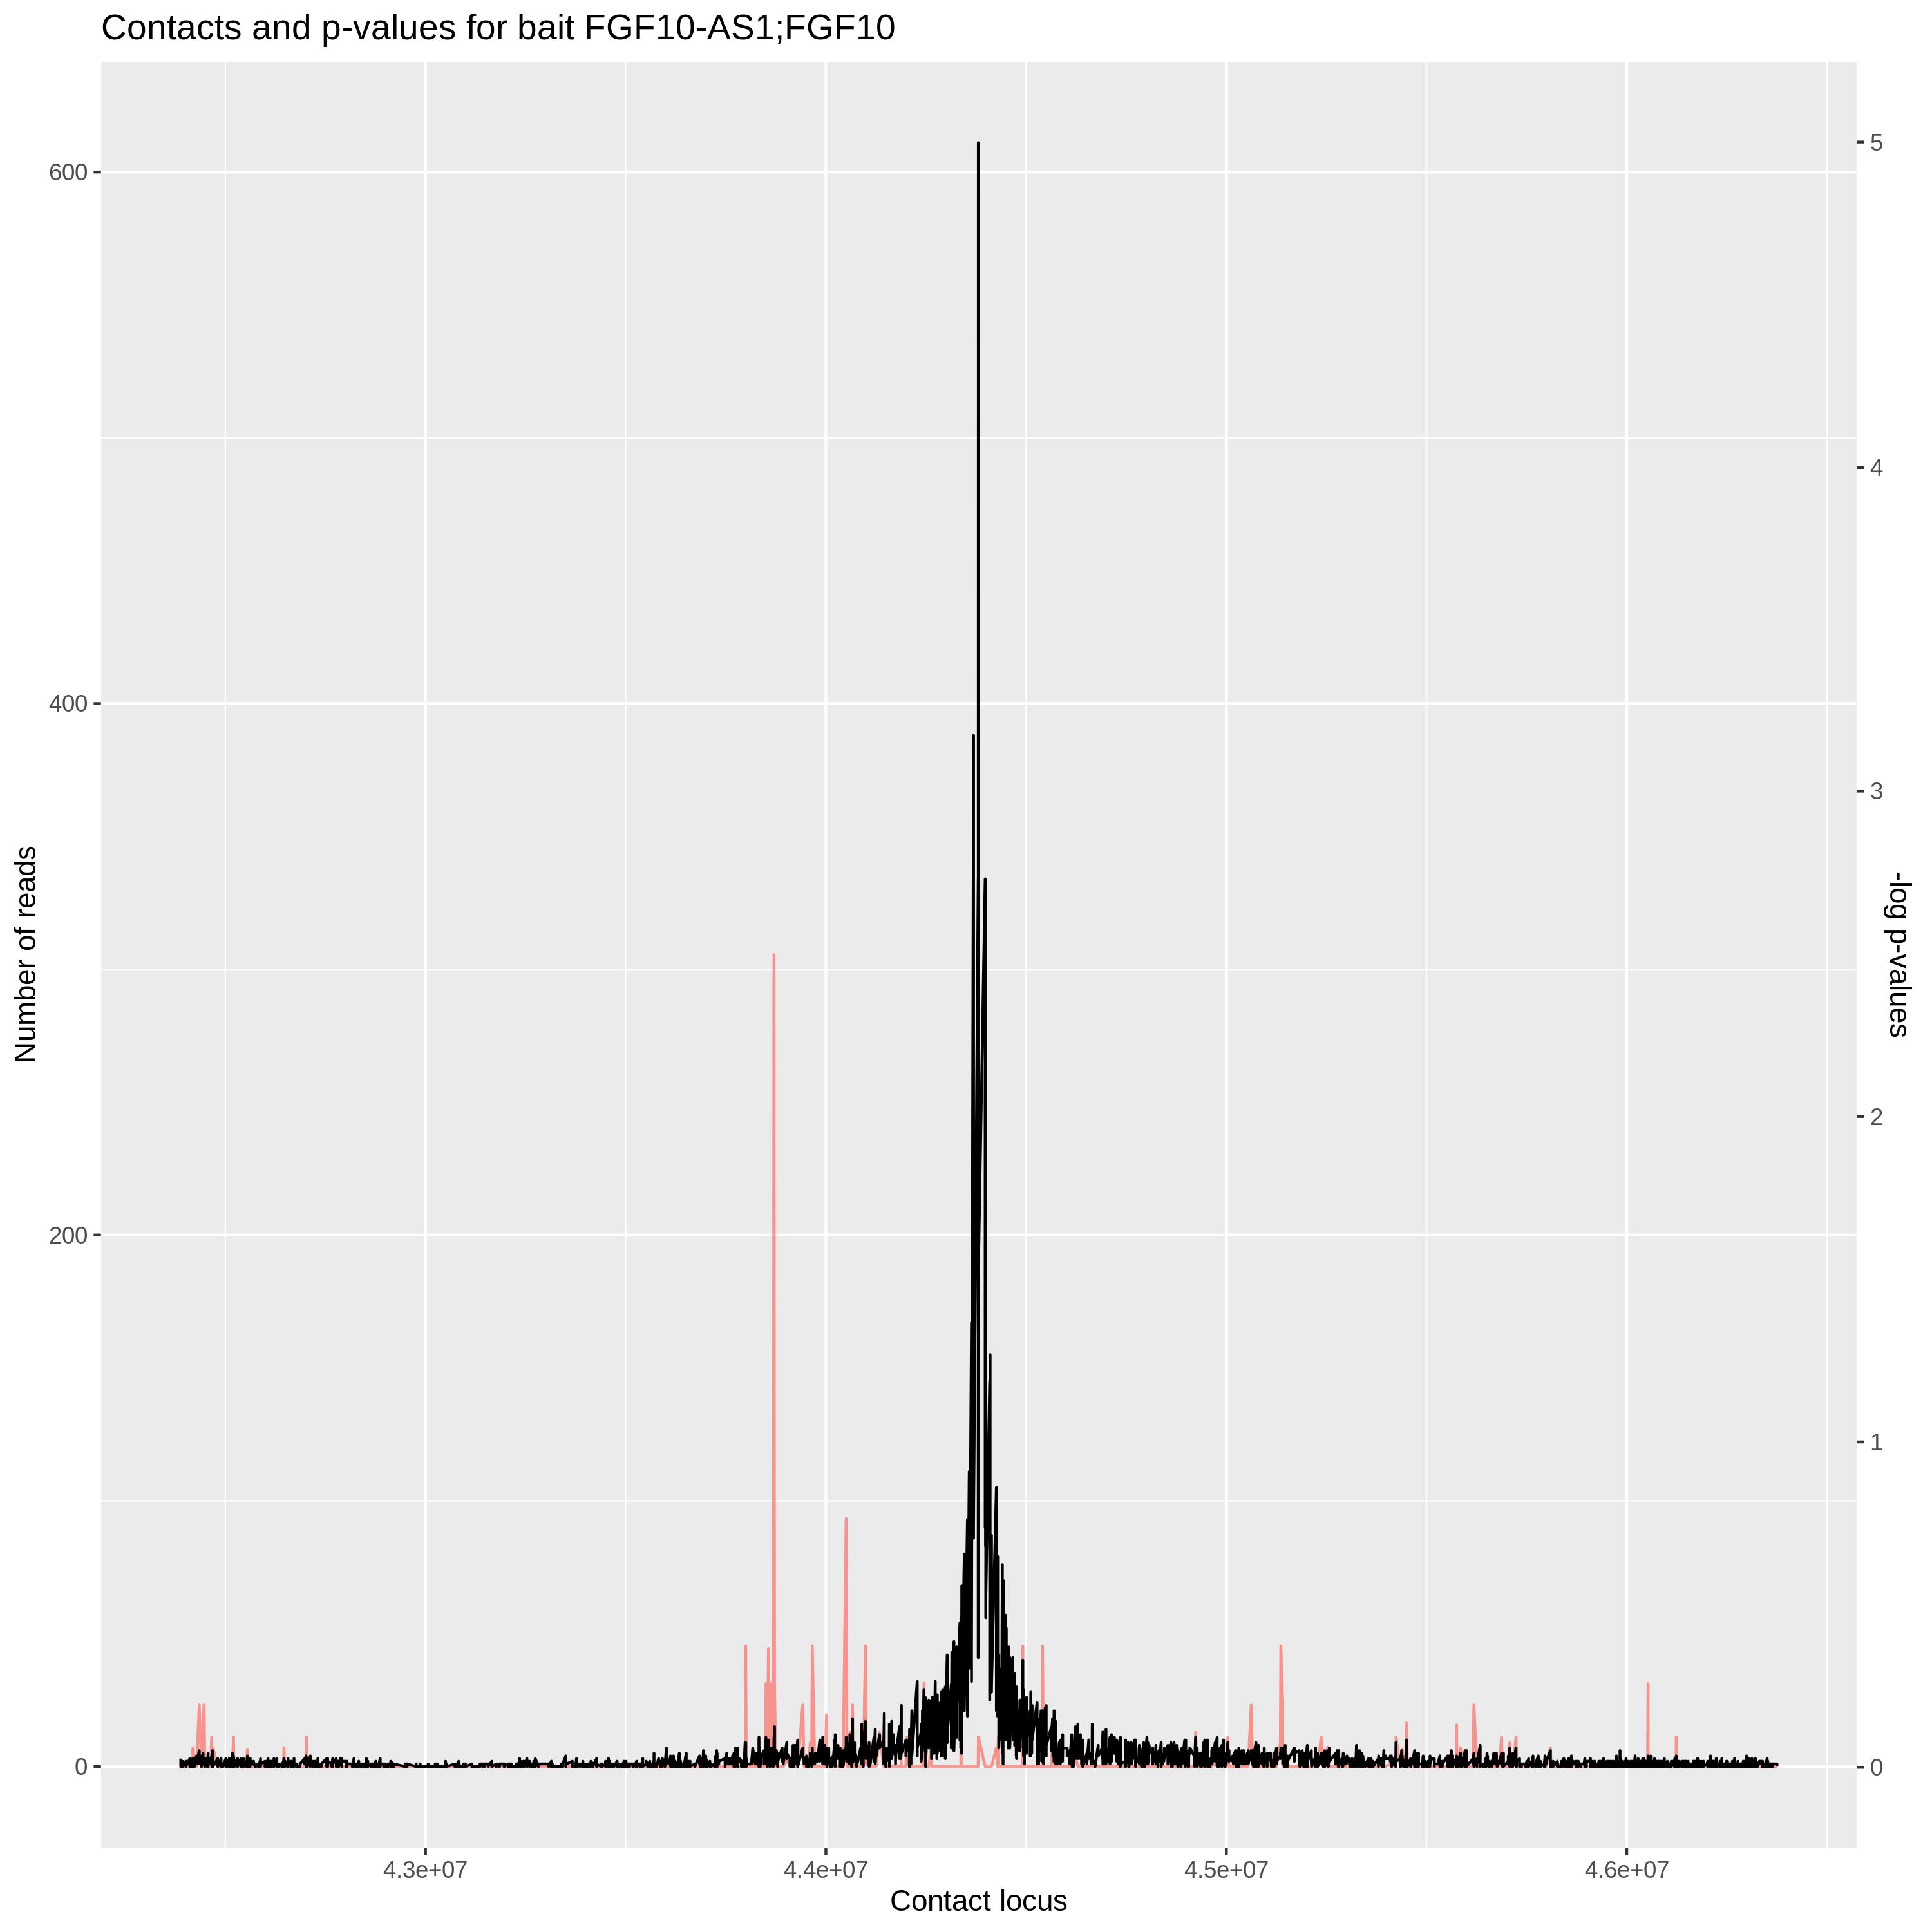 Contacts and p-values for bait FGF10-AS1;FGF10
Number of reads
600
400
200
0
5
4
3
2
1
0
-log p-values
4.3e+07
4.4e+07
4.5e+07
4.6e+07
Contact locus